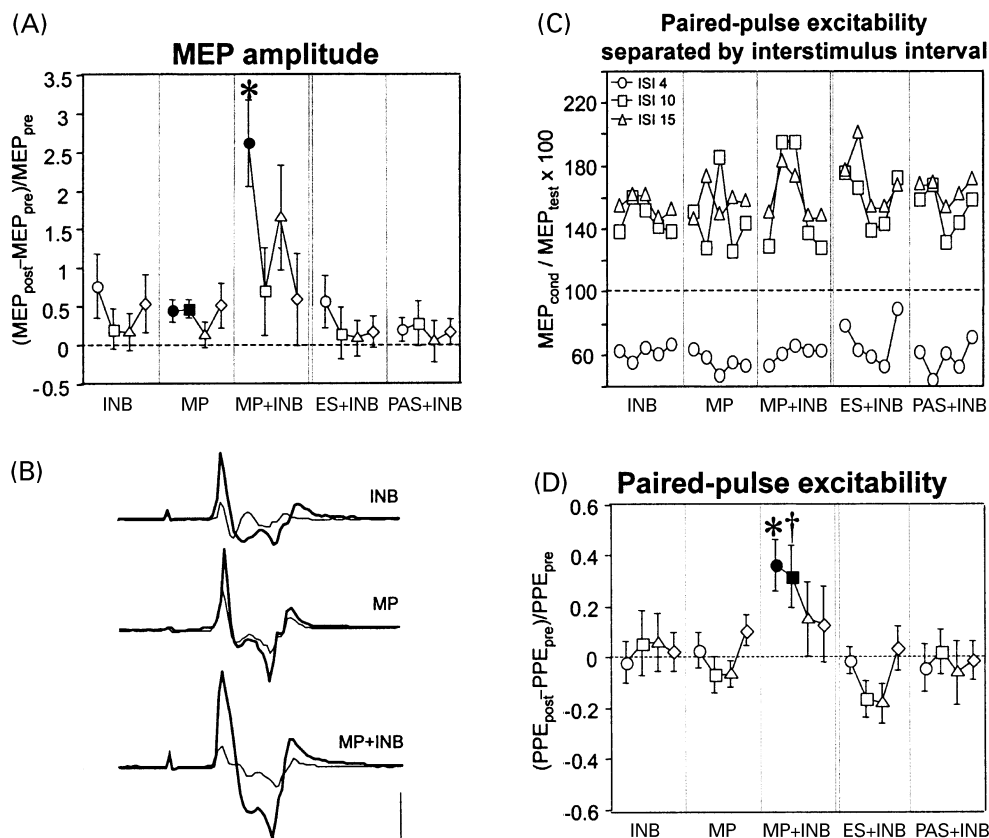 (A)
MEP amplitude
(MEPpost-MEPpre)/MEPpre
3.5
3
2.5
2
1.5
1
0.5
0
-0.5
*
INB MP MP+INB ES+INB PAS+INB
(B)
INB
MP
MP+INB
(C)
Paired-pulse excitability
separated by interstimulus interval
MEPcond / MEPtest x 100
ISI 4
ISI 10
ISI 15
220
180
140
100
60
INB MP MP+INB ES+INB PAS+INB
(D)
Paired-pulse excitability
(PPEpost-PPEpre)/PPEpre
0.6
0.4
0.2
0
-0.2
-0.4
-0.6
* †
INB MP MP+INB ES+INB PAS+INB